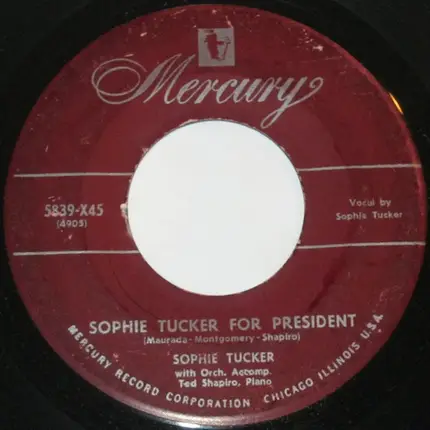 Mercury
5839-X45
(4905)
Vocal by
Sophie Tucker
SOPHIE TUCKER FOR PRESIDENT
(Maurada-Montgomery-Shapiro)
SOPHIE TUCKER
with Orch. Accomp.
Ted Shapiro, Piano
MERCURY RECORD CORPORATION CHICAGO ILLINOIS U.S.A.